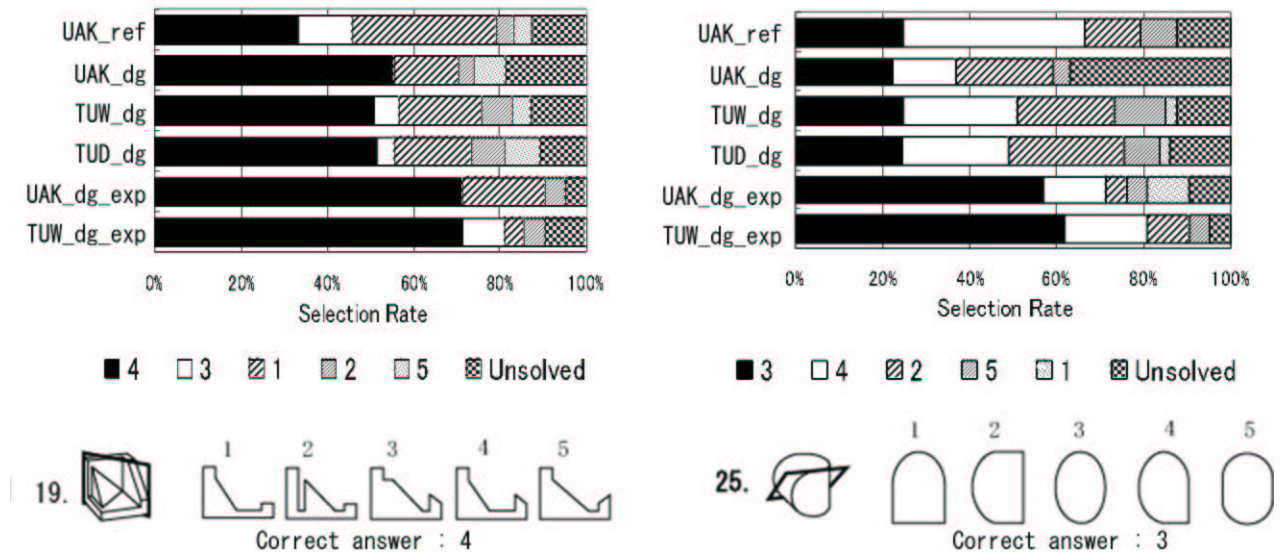 UAK_ref
UAK_dg
TUW_dg
TUD_dg
UAK_dg_exp
TUW_dg_exp
0% 20% 40% 60% 80% 100%
Selection Rate
4 3 1 2 5 Unsolved
19. 1 2 3 4 5
Correct answer : 4
UAK_ref
UAK_dg
TUW_dg
TUD_dg
UAK_dg_exp
TUW_dg_exp
0% 20% 40% 60% 80% 100%
Selection Rate
3 4 2 5 1 Unsolved
25. 1 2 3 4 5
Correct answer : 3